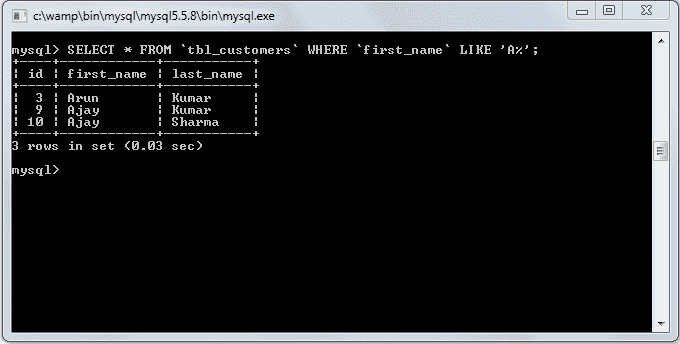 c:\wamp\bin\mysql\mysql5.5.8\bin\mysql.exe
mysql> SELECT * FROM `tbl_customers` WHERE `first_name` LIKE 'A%';
+----+------------+-----------+
| id | first_name | last_name |
+----+------------+-----------+
|  3 | Arun       | Kumar     |
|  9 | Ajay       | Kumar     |
| 10 | Ajay       | Sharma    |
+----+------------+-----------+
3 rows in set (0.03 sec)
mysql>